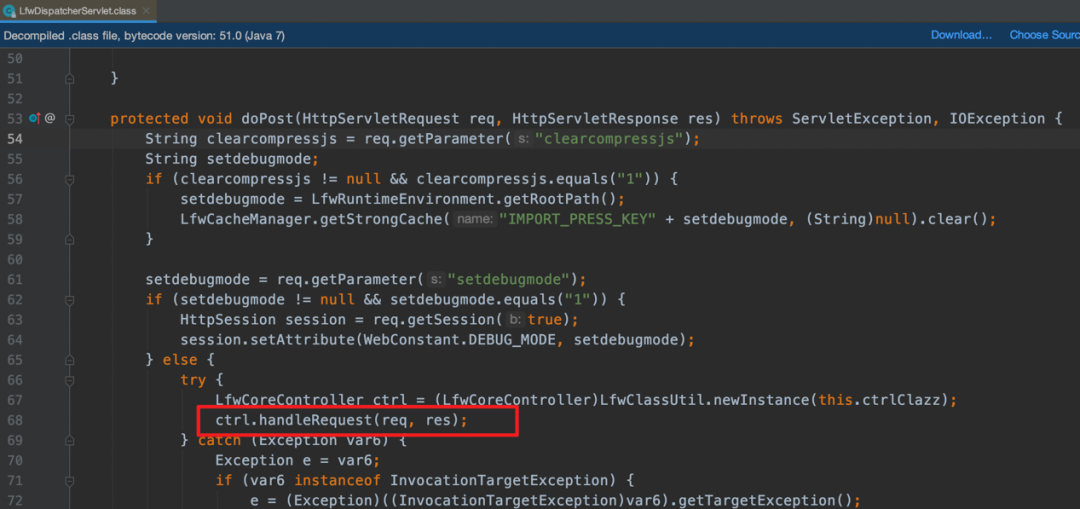 LfwDispatcherServlet.class ×
Decompiled .class file, bytecode version: 51.0 (Java 7) Download... Choose Sourc
50
51 }
52
53 protected void doPost(HttpServletRequest req, HttpServletResponse res) throws ServletException, IOException {
54 String clearcompressjs = req.getParameter( s: "clearcompressjs");
55 String setdebugmode;
56 if (clearcompressjs != null && clearcompressjs.equals("1")) {
57 setdebugmode = LfwRuntimeEnvironment.getRootPath();
58 LfwCacheManager.getStrongCache( name: "IMPORT_PRESS_KEY" + setdebugmode, (String)null).clear();
59 }
60
61 setdebugmode = req.getParameter( s: "setdebugmode");
62 if (setdebugmode != null && setdebugmode.equals("1")) {
63 HttpSession session = req.getSession( b: true);
64 session.setAttribute(WebConstant.DEBUG_MODE, setdebugmode);
65 } else {
66 try {
67 LfwCoreController ctrl = (LfwCoreController)LfwClassUtil.newInstance(this.ctrlClazz);
68 ctrl.handleRequest(req, res);
69 } catch (Exception var6) {
70 Exception e = var6;
71 if (var6 instanceof InvocationTargetException) {
72 e = (Exception)((InvocationTargetException)var6).getTargetException();